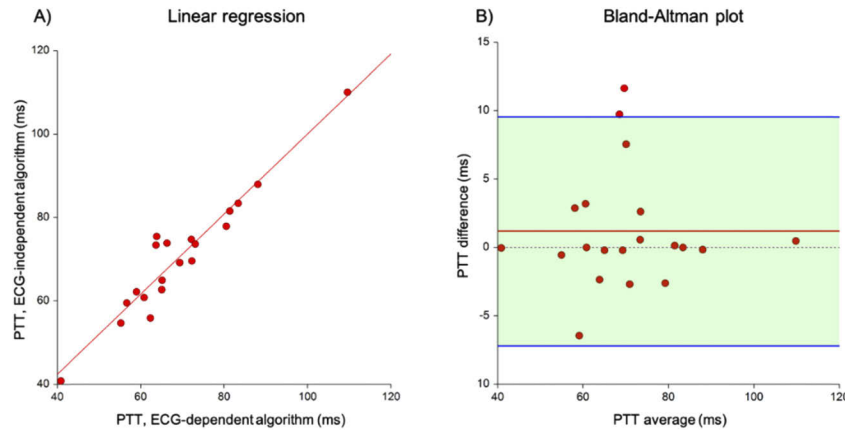 A) Linear regression
120
100
80
60
40
PTT, ECG-independent algorithm (ms)
40 60 80 100 120
PTT, ECG-dependent algorithm (ms)
B) Bland-Altman plot
15
10
5
0
-5
10
PTT difference (ms)
40 60 80 100 120
PTT average (ms)